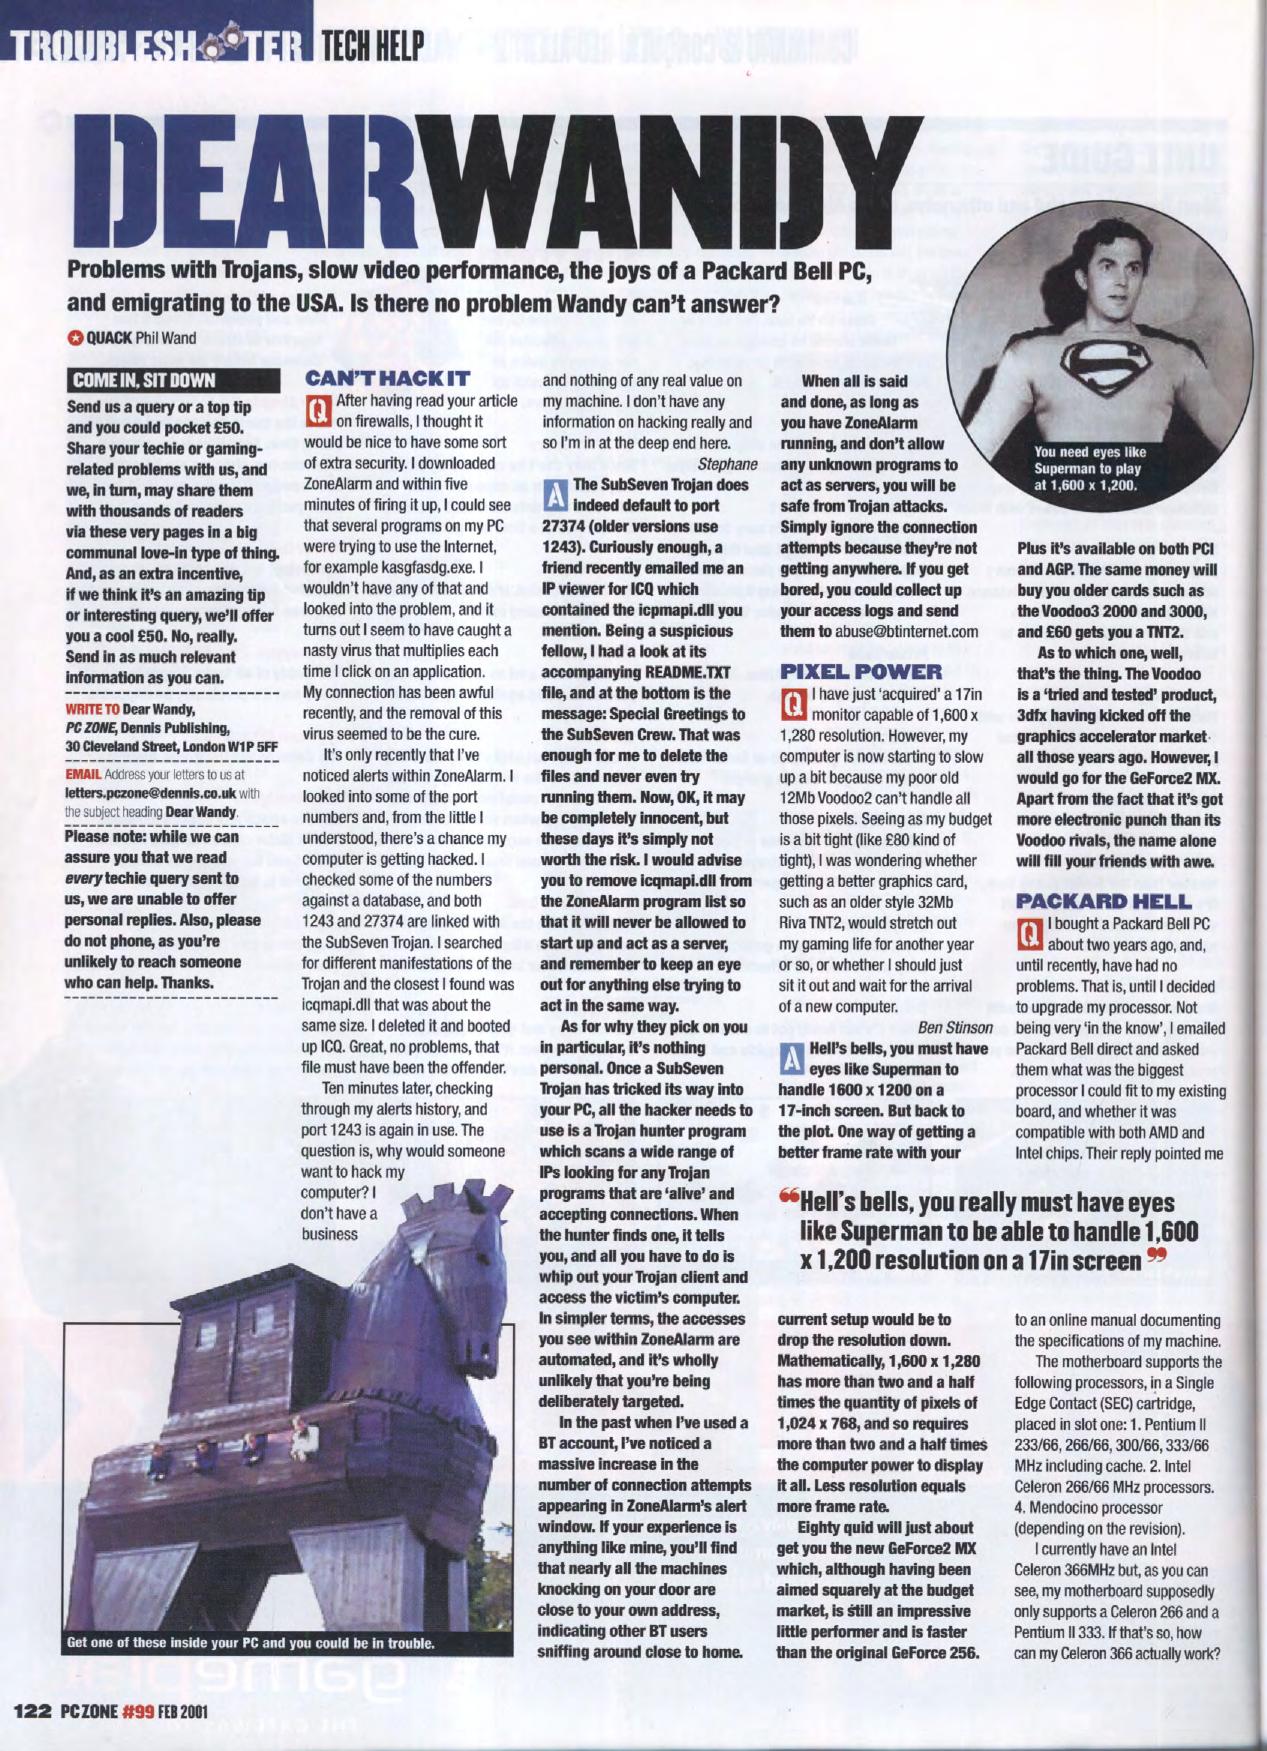 TROUBLESHOOTER TECH HELP
DEARWANDY
Problems with Trojans, slow video performance, the joys of a Packard Bell PC,
and emigrating to the USA. Is there no problem Wandy can't answer?
QUACK Phil Wand
COME IN, SIT DOWN
Send us a query or a top tip
and you could pocket £50.
Share your techie or gaming-
related problems with us, and
we, in turn, may share them
with thousands of readers
via these very pages in a big
communal love-in type of thing.
And, as an extra incentive,
if we think it's an amazing tip
or interesting query, we'll offer
you a cool £50. No, really.
Send in as much relevant
information as you can.
WRITE TO Dear Wandy,
PC ZONE, Dennis Publishing,
30 Cleveland Street, London W1P 5FF
EMAIL Address your letters to us at
letters.pczone@dennis.co.uk with
the subject heading Dear Wandy.
Please note: while we can
assure you that we read
every techie query sent to
us, we are unable to offer
personal replies. Also, please
do not phone, as you're
unlikely to reach someone
who can help. Thanks.
CAN'T HACK IT
Q After having read your article
on firewalls, I thought it
would be nice to have some sort
of extra security. I downloaded
ZoneAlarm and within five
minutes of firing it up, I could see
that several programs on my PC
were trying to use the Internet,
for example kasgfasdg.exe. I
wouldn't have any of that and
looked into the problem, and it
turns out I seem to have caught a
nasty virus that multiplies each
time I click on an application.
My connection has been awful
recently, and the removal of this
virus seemed to be the cure.
It's only recently that I've
noticed alerts within ZoneAlarm. I
looked into some of the port
numbers and, from the little I
understood, there's a chance my
computer is getting hacked. I
checked some of the numbers
against a database, and both
1243 and 27374 are linked with
the SubSeven Trojan. I searched
for different manifestations of the
Trojan and the closest I found was
icqmapi.dll that was about the
same size. I deleted it and booted
up ICQ. Great, no problems, that
file must have been the offender.
Ten minutes later, checking
through my alerts history, and
port 1243 is again in use. The
question is, why would someone
want to hack my
computer? I
don't have a
business
Get one of these inside your PC and you could be in trouble.
and nothing of any real value on
my machine. I don't have any
information on hacking really and
so I'm in at the deep end here.
Stephane
A The SubSeven Trojan does
indeed default to port
27374 (older versions use
1243). Curiously enough, a
friend recently emailed me an
IP viewer for ICQ which
contained the icqmapi.dll you
mention. Being a suspicious
fellow, I had a look at its
accompanying README.TXT
file, and at the bottom is the
message: Special Greetings to
the SubSeven Crew. That was
enough for me to delete the
files and never even try
running them. Now, OK, it may
be completely innocent, but
these days it's simply not
worth the risk. I would advise
you to remove icqmapi.dll from
the ZoneAlarm program list so
that it will never be allowed to
start up and act as a server,
and remember to keep an eye
out for anything else trying to
act in the same way.
As for why they pick on you
in particular, it's nothing
personal. Once a SubSeven
Trojan has tricked its way into
your PC, all the hacker needs to
use is a Trojan hunter program
which scans a wide range of
IPs looking for any Trojan
programs that are 'alive' and
accepting connections. When
the hunter finds one, it tells
you, and all you have to do is
whip out your Trojan client and
access the victim's computer.
In simpler terms, the accesses
you see within ZoneAlarm are
automated, and it's wholly
unlikely that you're being
deliberately targeted.
In the past when I've used a
BT account, I've noticed a
massive increase in the
number of connection attempts
appearing in ZoneAlarm's alert
window. If your experience is
anything like mine, you'll find
that nearly all the machines
knocking on your door are
close to your own address,
indicating other BT users
sniffing around close to home.
When all is said
and done, as long as
you have ZoneAlarm
running, and don't allow
any unknown programs to
act as servers, you will be
safe from Trojan attacks.
Simply ignore the connection
attempts because they're not
getting anywhere. If you get
bored, you could collect up
your access logs and send
them to abuse@btinternet.com
PIXEL POWER
Q I have just 'acquired' a 17in
monitor capable of 1,600 x
1,280 resolution. However, my
computer is now starting to slow
up a bit because my poor old
12Mb Voodoo2 can't handle all
those pixels. Seeing as my budget
is a bit tight (like £80 kind of
tight), I was wondering whether
getting a better graphics card,
such as an older style 32Mb
Riva TNT2, would stretch out
my gaming life for another year
or so, or whether I should just
sit it out and wait for the arrival
of a new computer.
Ben Stinson
A Hell's bells, you must have
eyes like Superman to
handle 1600 x 1200 on a
17-inch screen. But back to
the plot. One way of getting a
better frame rate with your
“Hell's bells, you really must have eyes
like Superman to be able to handle 1,600
x 1,200 resolution on a 17in screen”
current setup would be to
drop the resolution down.
Mathematically, 1,600 x 1,280
has more than two and a half
times the quantity of pixels of
1,024 x 768, and so requires
more than two and a half times
the computer power to display
it all. Less resolution equals
more frame rate.
Eighty quid will just about
get you the new GeForce2 MX
which, although having been
aimed squarely at the budget
market, is still an impressive
little performer and is faster
than the original GeForce 256.
You need eyes like
Superman to play
at 1,600 x 1,200.
Plus it's available on both PCI
and AGP. The same money will
buy you older cards such as
the Voodoo3 2000 and 3000,
and £60 gets you a TNT2.
As to which one, well,
that's the thing. The Voodoo
is a 'tried and tested' product,
3dfx having kicked off the
graphics accelerator market
all those years ago. However, I
would go for the GeForce2 MX.
Apart from the fact that it's got
more electronic punch than its
Voodoo rivals, the name alone
will fill your friends with awe.
PACKARD HELL
Q I bought a Packard Bell PC
about two years ago, and,
until recently, have had no
problems. That is, until I decided
to upgrade my processor. Not
being very 'in the know', I emailed
Packard Bell direct and asked
them what was the biggest
processor I could fit to my existing
board, and whether it was
compatible with both AMD and
Intel chips. Their reply pointed me
to an online manual documenting
the specifications of my machine.
The motherboard supports the
following processors, in a Single
Edge Contact (SEC) cartridge,
placed in slot one: 1. Pentium II
233/66, 266/66, 300/66, 333/66
MHz including cache. 2. Intel
Celeron 266/66 MHz processors.
4. Mendocino processor
(depending on the revision).
I currently have an Intel
Celeron 366MHz but, as you can
see, my motherboard supposedly
only supports a Celeron 266 and a
Pentium II 333. If that's so, how
can my Celeron 366 actually work?
122 PCZONE #99 FEB 2001